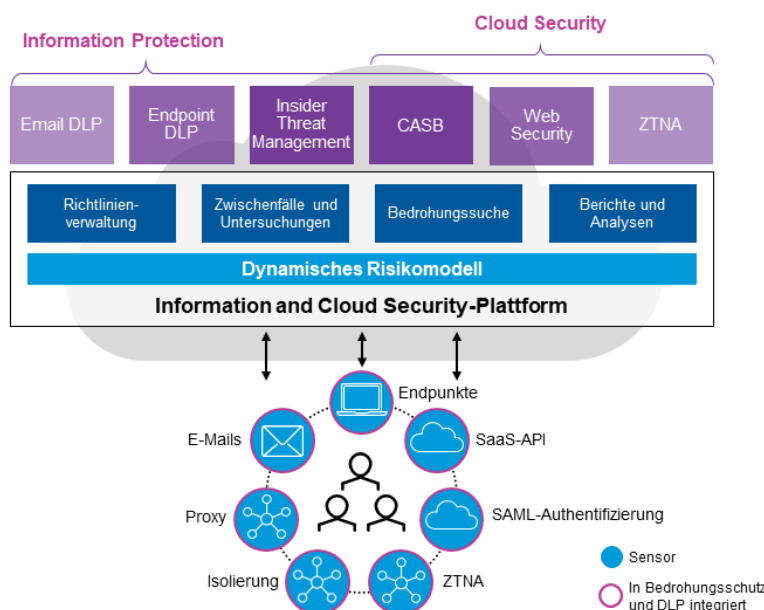 Cloud Security
Information Protection
Email DLP
Endpoint
DLP
Insider
Threat
Management
CASB
Web
Security
ZTNA
Richtlinien-
verwaltung
Zwischenfälle und
Untersuchungen
Bedrohungssuche
Berichte und
Analysen
Dynamisches Risikomodell
Information and Cloud Security-Plattform
Endpunkte
E-Mails
SaaS-API
Proxy
SAML-Authentifizierung
Isolierung
ZTNA
Sensor
In Bedrohungsschutz
und DLP integriert